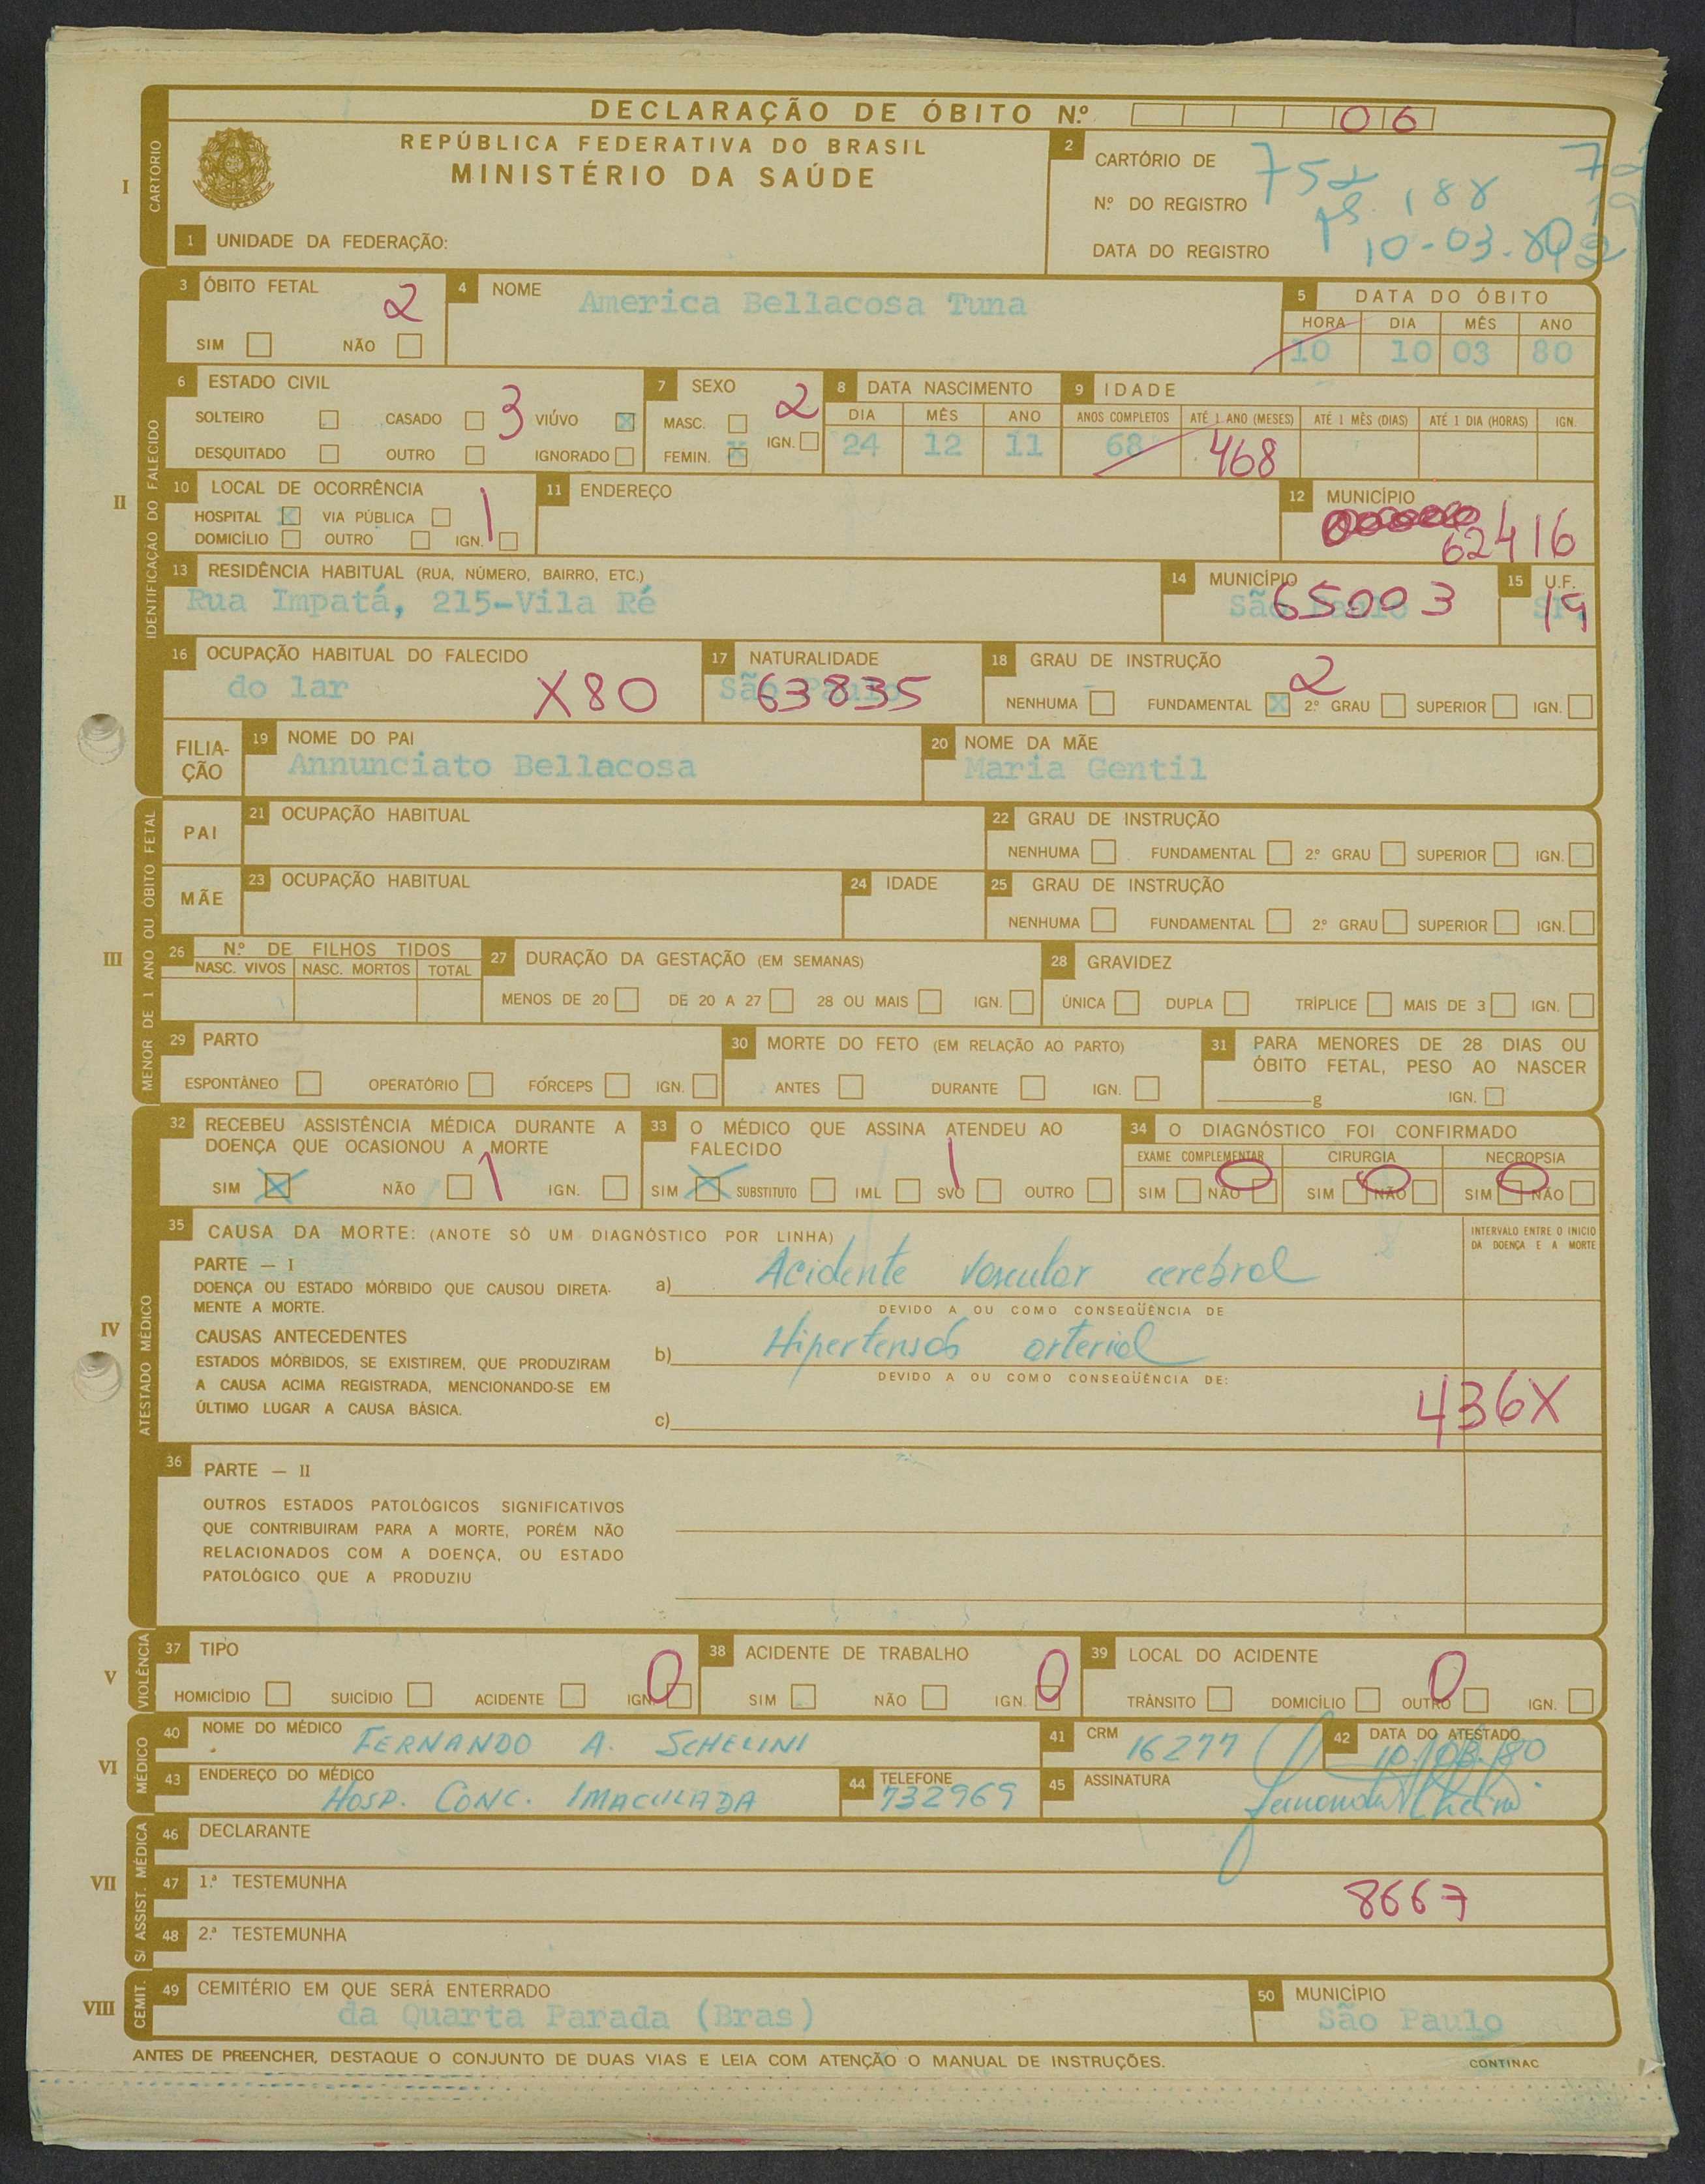 DECLARAÇÃO DE ÓBITO N.º 06
REPÚBLICA FEDERATIVA DO BRASIL
MINISTÉRIO DA SAÚDE
I
CARTORIO
1 UNIDADE DA FEDERAÇÃO:
2 CARTÓRIO DE
N.º DO REGISTRO 188
DATA DO REGISTRO 10-03-80
II
IDENTIFICAÇÃO DO FALECIDO
3 ÓBITO FETAL 2
SIM NÃO
4 NOME America Bellacosa Tuna
5 DATA DO ÓBITO
HORA DIA MÊS ANO
10 10 03 80
6 ESTADO CIVIL 3
SOLTEIRO CASADO VIÚVO X
DESQUITADO OUTRO IGNORADO
7 SEXO 2
MASC. IGN.
FEMIN. X
8 DATA NASCIMENTO
DIA MÊS ANO
24 12 11
9 IDADE
ANOS COMPLETOS ATÉ 1 ANO (MESES) ATÉ 1 MÊS (DIAS) ATÉ 1 DIA (HORAS) IGN.
68 468
10 LOCAL DE OCORRÊNCIA 1
HOSPITAL X VIA PÚBLICA
DOMICÍLIO OUTRO IGN.
11 ENDEREÇO
12 MUNICÍPIO
62416
13 RESIDÊNCIA HABITUAL (RUA, NÚMERO, BAIRRO, ETC.)
Rua Impatá, 215-Vila Ré
14 MUNICÍPIO
São Paulo 65003
15 U.F.
SP. 19
16 OCUPAÇÃO HABITUAL DO FALECIDO
do lar X80
17 NATURALIDADE
São Paulo 63835
18 GRAU DE INSTRUÇÃO 2
NENHUMA FUNDAMENTAL X 2º GRAU SUPERIOR IGN.
FILIA-
ÇÃO
19 NOME DO PAI
Annunciato Bellacosa
20 NOME DA MÃE
Maria Gentil
III
MENOR DE 1 ANO OU ÓBITO FETAL
PAI
21 OCUPAÇÃO HABITUAL
22 GRAU DE INSTRUÇÃO
NENHUMA FUNDAMENTAL 2º GRAU SUPERIOR IGN.
MÃE
23 OCUPAÇÃO HABITUAL
24 IDADE
25 GRAU DE INSTRUÇÃO
NENHUMA FUNDAMENTAL 2º GRAU SUPERIOR IGN.
26 N.º DE FILHOS TIDOS
NASC. VIVOS NASC. MORTOS TOTAL
27 DURAÇÃO DA GESTAÇÃO (EM SEMANAS)
MENOS DE 20 DE 20 A 27 28 OU MAIS IGN.
28 GRAVIDEZ
ÚNICA DUPLA TRÍPLICE MAIS DE 3 IGN.
29 PARTO
ESPONTÂNEO OPERATÓRIO FÓRCEPS IGN.
30 MORTE DO FETO (EM RELAÇÃO AO PARTO)
ANTES DURANTE IGN.
31 PARA MENORES DE 28 DIAS OU
ÓBITO FETAL, PESO AO NASCER
g IGN.
IV
ATESTADO MÉDICO
32 RECEBEU ASSISTÊNCIA MÉDICA DURANTE A
DOENÇA QUE OCASIONOU A MORTE
SIM X NÃO 1 IGN.
33 O MÉDICO QUE ASSINA ATENDEU AO
FALECIDO 1
SIM X SUBSTITUTO IML SVO OUTRO
34 O DIAGNÓSTICO FOI CONFIRMADO
EXAME COMPLEMENTAR CIRURGIA NECROPSIA
SIM NÃO 0 SIM NÃO 0 SIM NÃO 0
35 CAUSA DA MORTE: (ANOTE SÓ UM DIAGNÓSTICO POR LINHA)
INTERVALO ENTRE O INICIO
DA DOENÇA E A MORTE
PARTE — I
DOENÇA OU ESTADO MÓRBIDO QUE CAUSOU DIRETA-
MENTE A MORTE.
a) Acidente vascular cerebral
DEVIDO A OU COMO CONSEQÜÊNCIA DE
CAUSAS ANTECEDENTES
ESTADOS MÓRBIDOS, SE EXISTIREM, QUE PRODUZIRAM
A CAUSA ACIMA REGISTRADA, MENCIONANDO-SE EM
ÚLTIMO LUGAR A CAUSA BÁSICA.
b) Hipertensão arterial
DEVIDO A OU COMO CONSEQÜÊNCIA DE:
436X
c)
36 PARTE — II
OUTROS ESTADOS PATOLÓGICOS SIGNIFICATIVOS
QUE CONTRIBUIRAM PARA A MORTE, PORÉM NÃO
RELACIONADOS COM A DOENÇA, OU ESTADO
PATOLÓGICO QUE A PRODUZIU
V
VIOLÊNCIA
37 TIPO
HOMICÍDIO SUICÍDIO ACIDENTE IGN. 0
38 ACIDENTE DE TRABALHO
SIM NÃO IGN. 0
39 LOCAL DO ACIDENTE
TRÂNSITO DOMICÍLIO OUTRO 0 IGN.
VI
MÉDICO
40 NOME DO MÉDICO FERNANDO A. SCHELINI
41 CRM 16277
42 DATA DO ATESTADO
10/03/80
43 ENDEREÇO DO MÉDICO
HOSP. CONC. IMACULADA
44 TELEFONE
732969
45 ASSINATURA
VII
S/ ASSIST. MÉDICA
46 DECLARANTE
47 1.ª TESTEMUNHA
8667
48 2.ª TESTEMUNHA
VIII
CEMIT.
49 CEMITÉRIO EM QUE SERÁ ENTERRADO
da Quarta Parada (Bras)
50 MUNICÍPIO
São Paulo
ANTES DE PREENCHER, DESTAQUE O CONJUNTO DE DUAS VIAS E LEIA COM ATENÇÃO O MANUAL DE INSTRUÇÕES.
CONTINAC